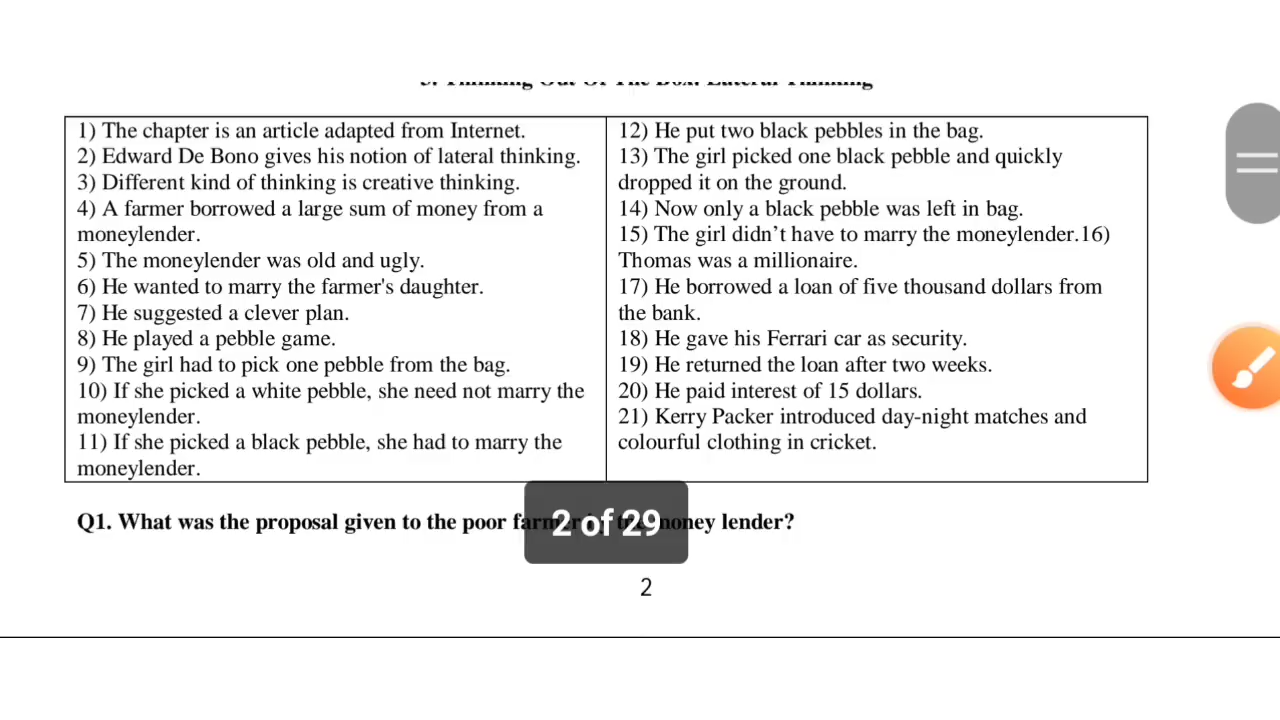 1) The chapter is an article adapted from Internet.
2) Edward De Bono gives his notion of lateral thinking.
3) Different kind of thinking is creative thinking.
4) A farmer borrowed a large sum of money from a
moneylender.
5) The moneylender was old and ugly.
6) He wanted to marry the farmer's daughter.
7) He suggested a clever plan.
8) He played a pebble game.
9) The girl had to pick one pebble from the bag.
10) If she picked a white pebble, she need not marry the
moneylender.
11) If she picked a black pebble, she had to marry the
moneylender.
12) He put two black pebbles in the bag.
13) The girl picked one black pebble and quickly
dropped it on the ground.
14) Now only a black pebble was left in bag.
15) The girl didn’t have to marry the moneylender.16)
Thomas was a millionaire.
17) He borrowed a loan of five thousand dollars from
the bank.
18) He gave his Ferrari car as security.
19) He returned the loan after two weeks.
20) He paid interest of 15 dollars.
21) Kerry Packer introduced day-night matches and
colourful clothing in cricket.
Q1. What was the proposal given to the poor lender?
2 of 29
2